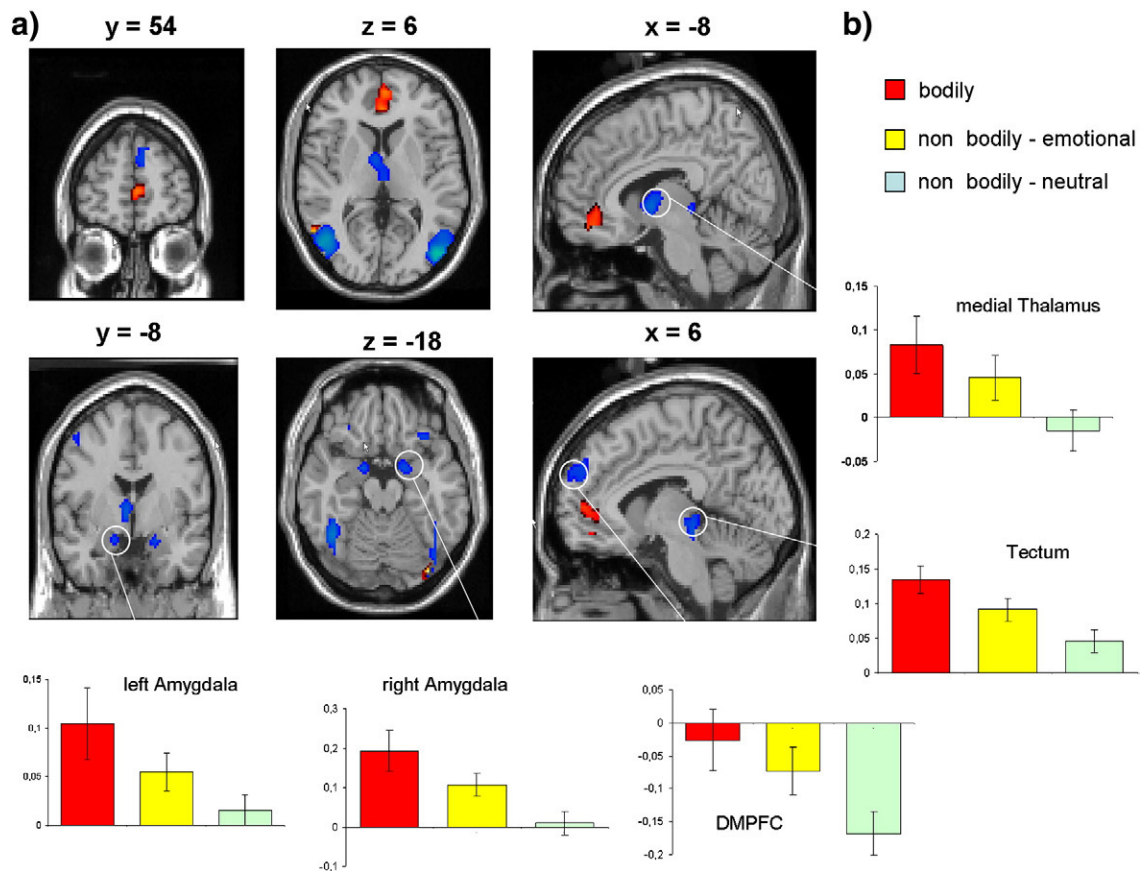 a)
y = 54
z = 6
x = -8
b)
bodily
non bodily - emotional
non bodily - neutral
y = -8
z = -18
x = 6
medial Thalamus
0,15
0,1
0,05
0
-0,05
Tectum
0,2
0,15
0,1
0,05
0
left Amygdala
0,15
0,1
0,05
0
right Amygdala
0,3
0,2
0,1
0
-0,1
DMPFC
0,05
0
-0,05
-0,1
-0,15
-0,2